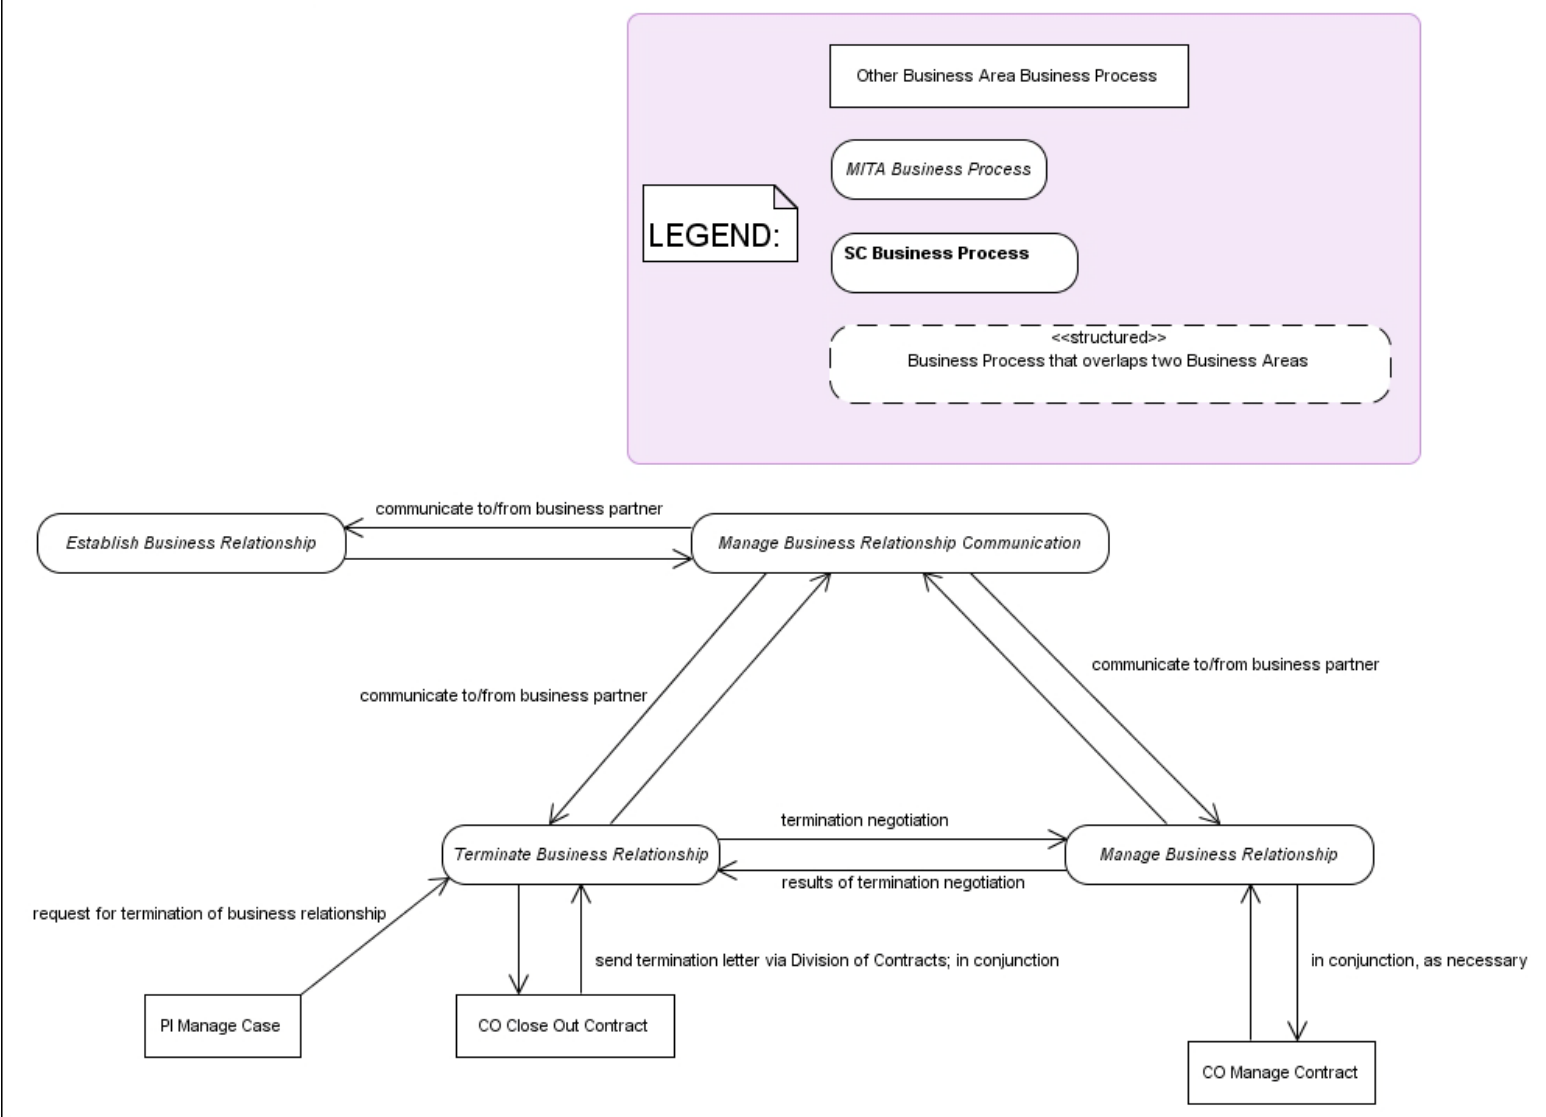 Other Business Area Business Process
MITA Business Process
LEGEND:
SC Business Process
<<structured>>
Business Process that overlaps two Business Areas
communicate to/from business partner
Establish Business Relationship
Manage Business Relationship Communication
communicate to/from business partner
communicate to/from business partner
termination negotiation
Terminate Business Relationship
Manage Business Relationship
results of termination negotiation
request for termination of business relationship
send termination letter via Division of Contracts; in conjunction
in conjunction, as necessary
PI Manage Case
CO Close Out Contract
CO Manage Contract